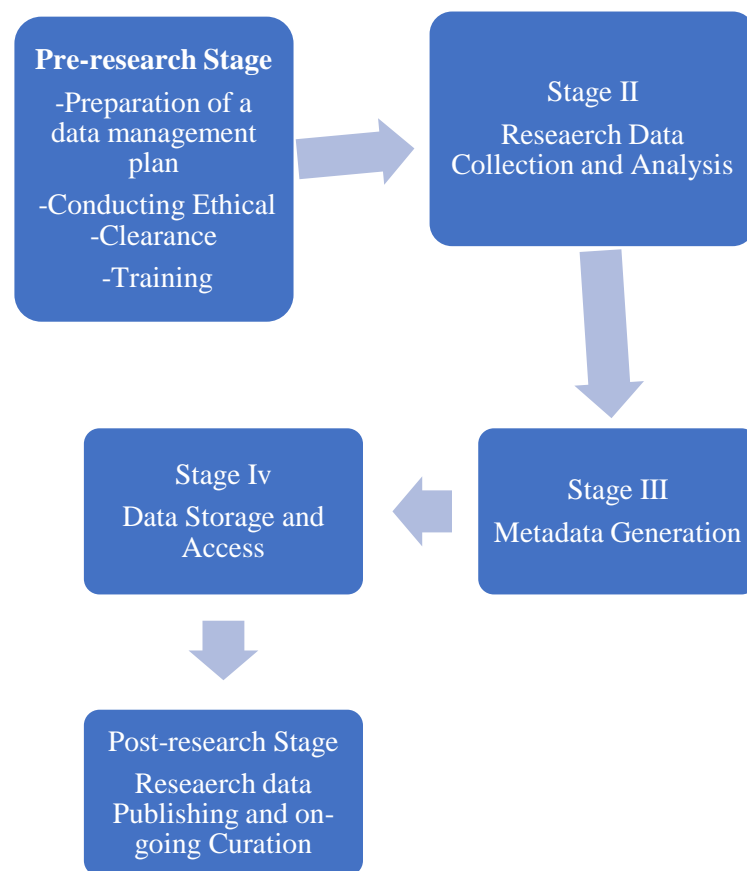 Pre-research Stage
-Preparation of a
data management
plan
-Conducting Ethical
-Clearance
-Training
Stage II
Reseaerch Data
Collection and Analysis
Stage III
Metadata Generation
Stage Iv
Data Storage and
Access
Post-research Stage
Reseaerch data
Publishing and on-
going Curation